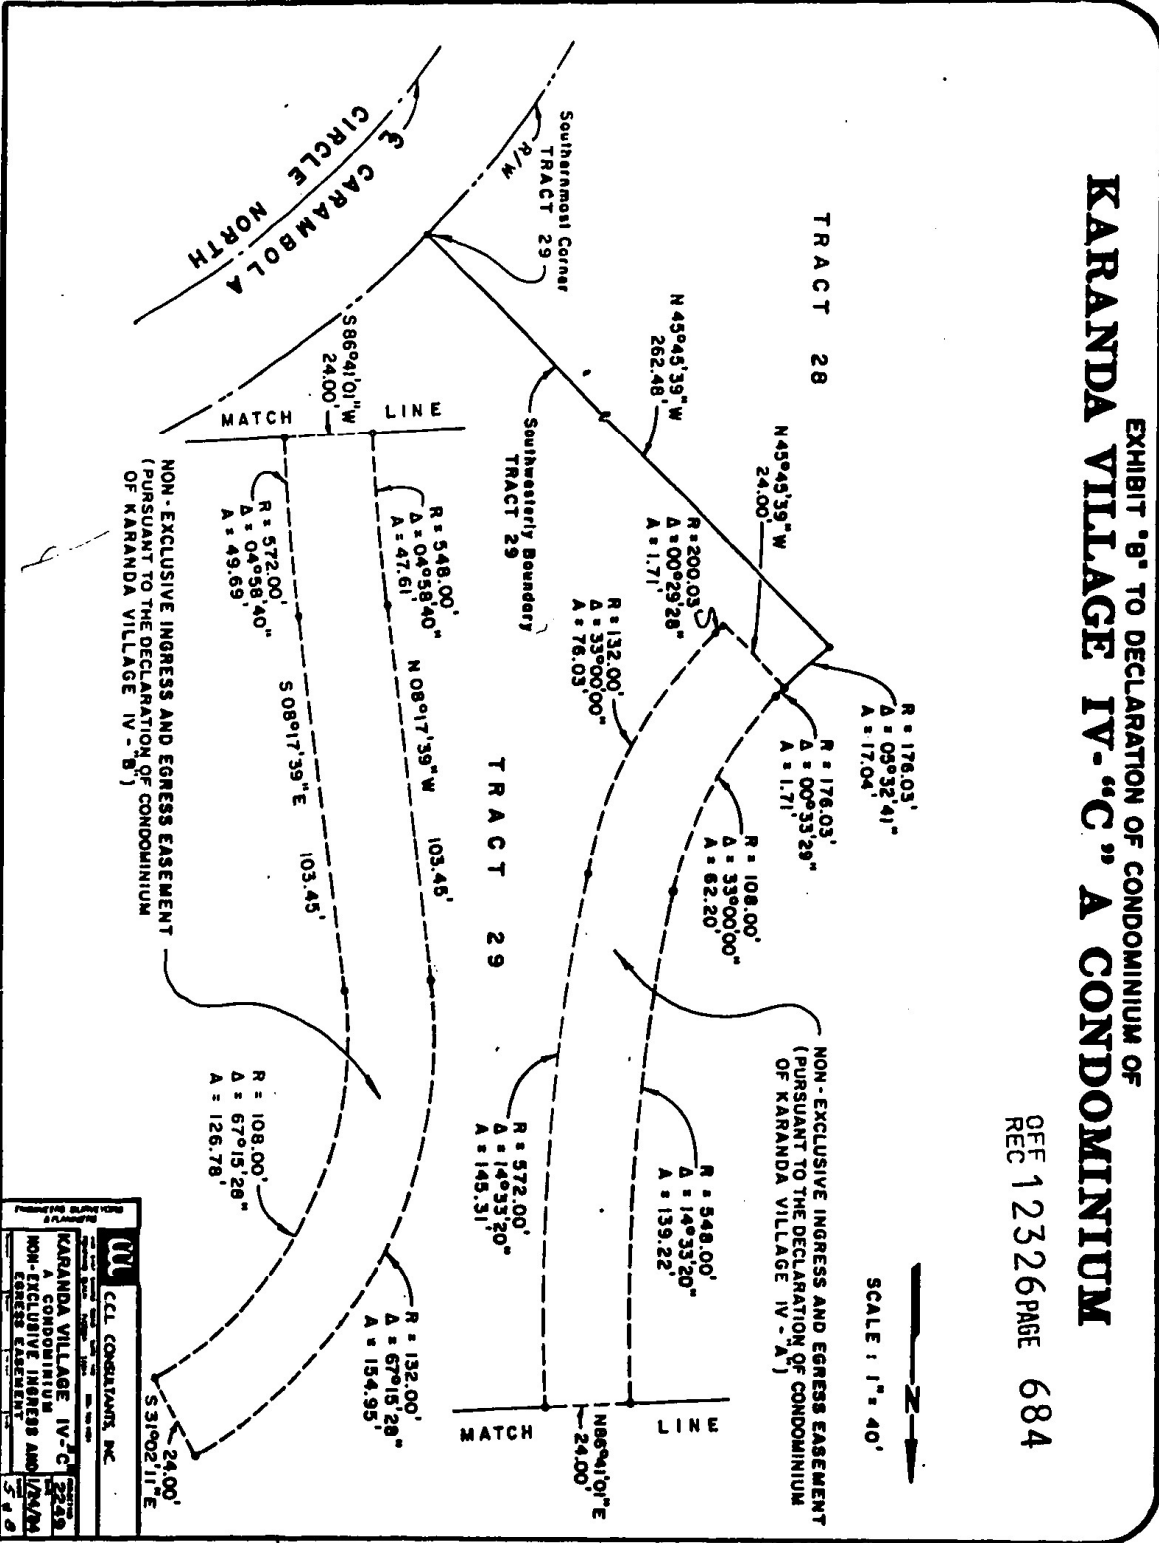 EXHIBIT "B" TO DECLARATION OF CONDOMINIUM OF
KARANDA VILLAGE IV-"C" A CONDOMINIUM
OFF REC 12326 PAGE 684
SCALE : 1" = 40'
N
TRACT 28
R/W
Southernmost Corner
TRACT 29
℄ CARAMBOLA
CIRCLE NORTH
N 45°45'39" W
262.48'
N 45°45'39" W
24.00'
Southwesterly Boundary
TRACT 29
R = 176.03'
Δ = 05°32'41"
A = 17.04'
R = 176.03'
Δ = 00°33'29"
A = 1.71'
R = 200.03'
Δ = 00°29'28"
A = 1.71'
R = 108.00'
Δ = 33°00'00"
A = 62.20'
R = 132.00'
Δ = 33°00'00"
A = 76.03'
NON-EXCLUSIVE INGRESS AND EGRESS EASEMENT
(PURSUANT TO THE DECLARATION OF CONDOMINIUM
OF KARANDA VILLAGE IV-"A")
R = 548.00'
Δ = 14°33'20"
A = 139.22'
R = 572.00'
Δ = 14°33'20"
A = 145.31'
N86°41'01"E
24.00'
MATCH LINE
TRACT 29
S86°41'01"W
24.00'
MATCH LINE
R = 548.00'
Δ = 04°58'40"
A = 47.61'
N 08°17'39" W 103.45'
R = 572.00'
Δ = 04°58'40"
A = 49.69'
S 08°17'39" E 103.45'
NON-EXCLUSIVE INGRESS AND EGRESS EASEMENT
(PURSUANT TO THE DECLARATION OF CONDOMINIUM
OF KARANDA VILLAGE IV-"B")
R = 132.00'
Δ = 67°15'28"
A = 154.95'
R = 108.00'
Δ = 67°15'28"
A = 126.78'
24.00'
S 31°02'11" E
C.C.L. CONSULTANTS, INC.
KARANDA VILLAGE IV-"C"
A CONDOMINIUM
NON-EXCLUSIVE INGRESS AND
EGRESS EASEMENT
2249
1/24/84